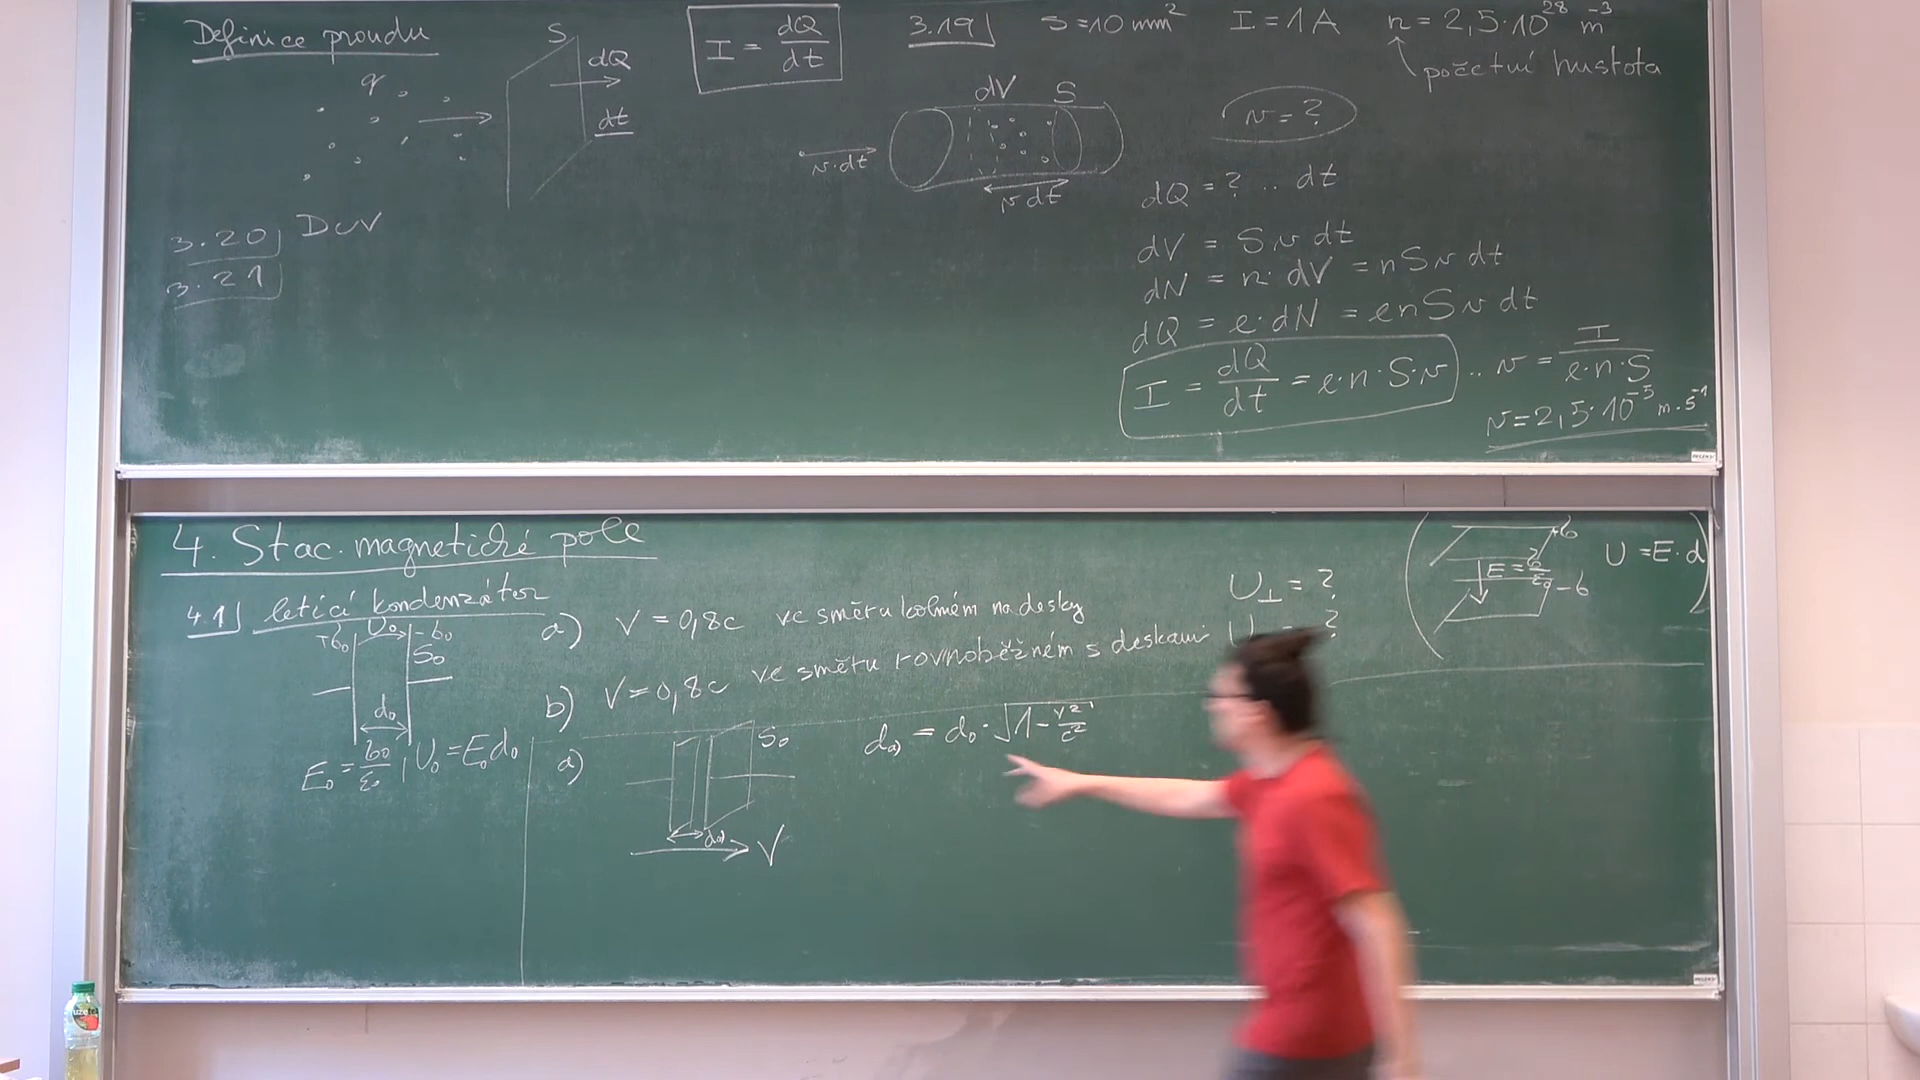 Definice proudu
S
dQ
dt
q
I = dQ/dt
3.19 S = 10 mm² I = 1A n = 2,5·10²⁸ m⁻³
početní hustota
dV S
v·dt
v dt
v = ?
dQ = ? .. dt
dV = S v dt
dN = n·dV = n S v dt
dQ = e·dN = e n S v dt
I = dQ/dt = e·n·S·v .. v = I/(e·n·S)
v = 2,5·10⁻⁵ m·s⁻¹
3.20 DCV
3.21
4. Stac. magnetické pole
4.1 letící kondenzátor
+σ₀ U₀ -σ₀
S₀
d₀
E₀ = σ₀/ε₀ , U₀ = E₀d₀
a) V = 0,8c ve směru kolmém na desky U⊥ = ?
b) V = 0,8c ve směru rovnoběžném s deskami = ?
+σ
E = σ/ε₀
-σ
U = E·d
a)
S₀
da)
V
da) = d₀·√(1-V²/c²)